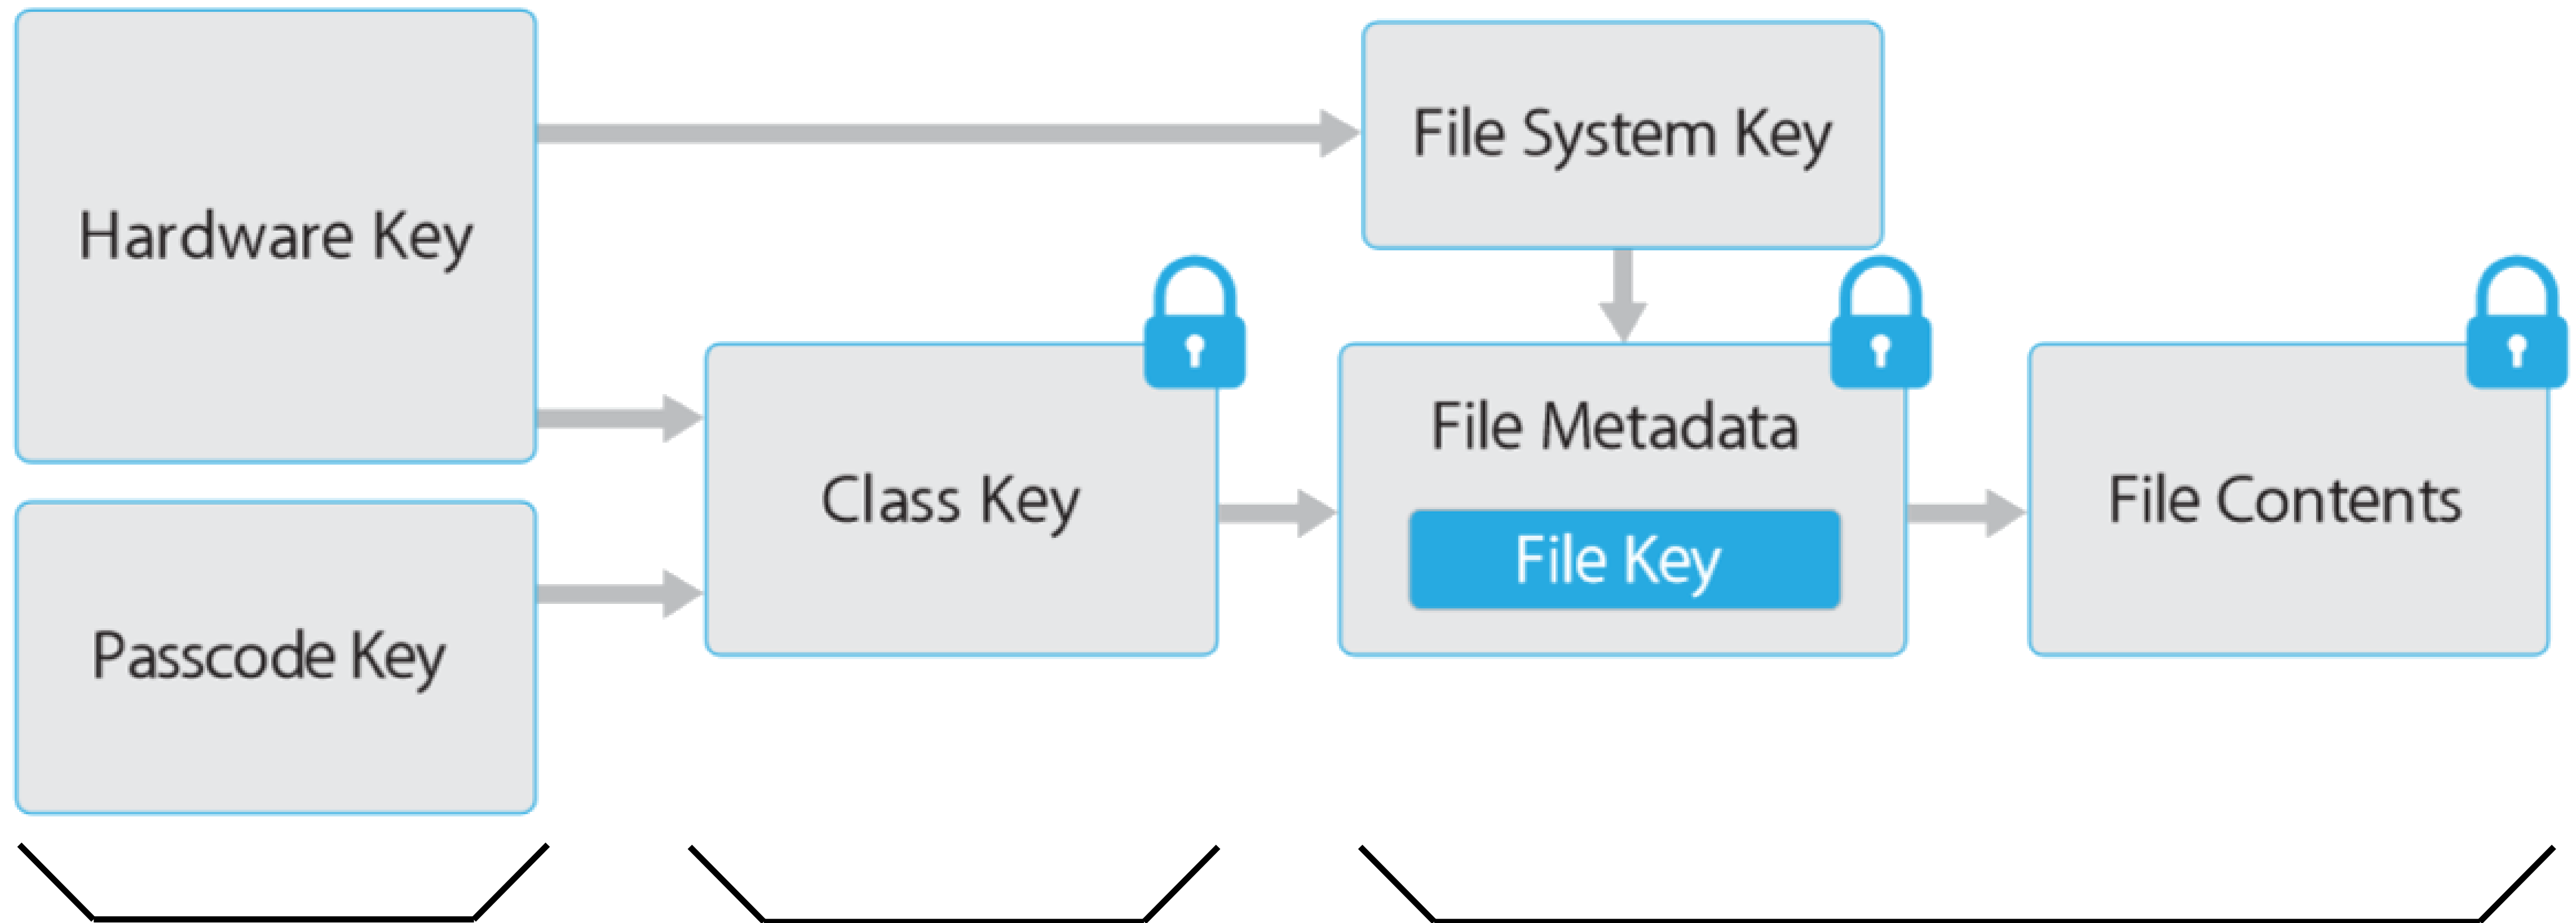 Hardware Key
File System Key
Class Key
File Metadata
File Key
File Contents
Passcode Key